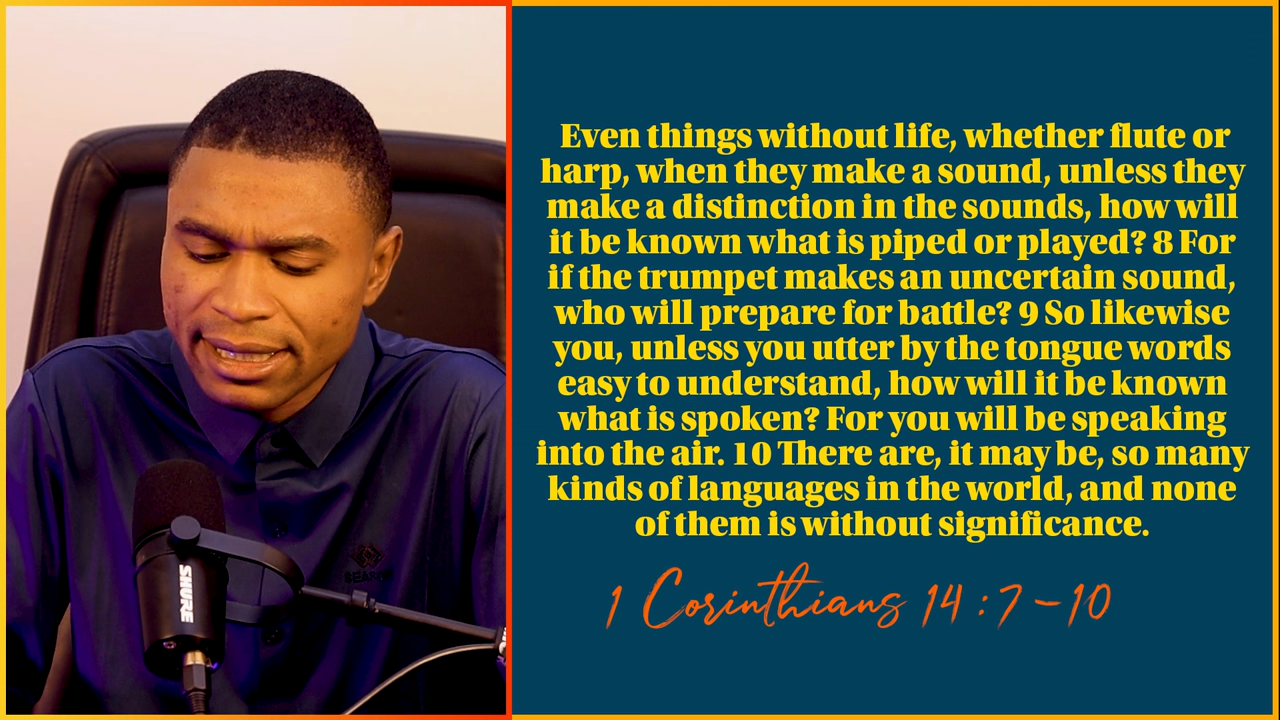 Even things without life, whether flute or
harp, when they make a sound, unless they
make a distinction in the sounds, how will
it be known what is piped or played? 8 For
if the trumpet makes an uncertain sound,
who will prepare for battle? 9 So likewise
you, unless you utter by the tongue words
easy to understand, how will it be known
what is spoken? For you will be speaking
into the air. 10 There are, it may be, so many
kinds of languages in the world, and none
of them is without significance.
1 Corinthians 14 : 7 - 10
SHURE